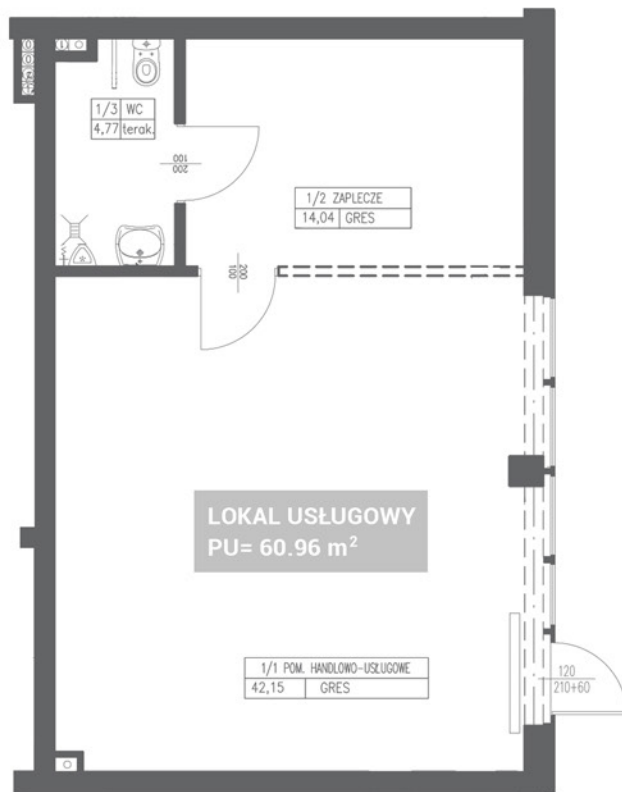 1/3 WC
4,77 terak.
100
200
1/2 ZAPLECZE
14,04 GRES
200
100
LOKAL USŁUGOWY
PU= 60.96 m²
1/1 POM. HANDLOWO-USŁUGOWE
42,15 GRES
120
210+60